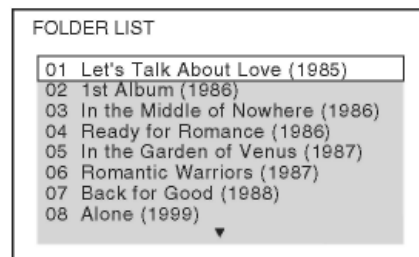 FOLDER LIST
01 Let's Talk About Love (1985)
02 1st Album (1986)
03 In the Middle of Nowhere (1986)
04 Ready for Romance (1986)
05 In the Garden of Venus (1987)
06 Romantic Warriors (1987)
07 Back for Good (1988)
08 Alone (1999)